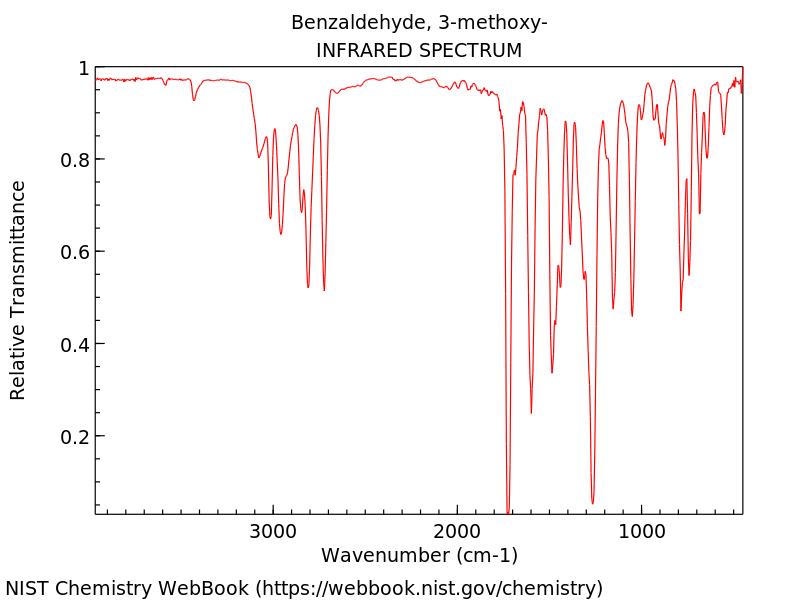 Benzaldehyde, 3-methoxy-
INFRARED SPECTRUM
1
0.8
0.6
0.4
0.2
Relative Transmittance
3000 2000 1000
Wavenumber (cm-1)
NIST Chemistry WebBook (https://webbook.nist.gov/chemistry)